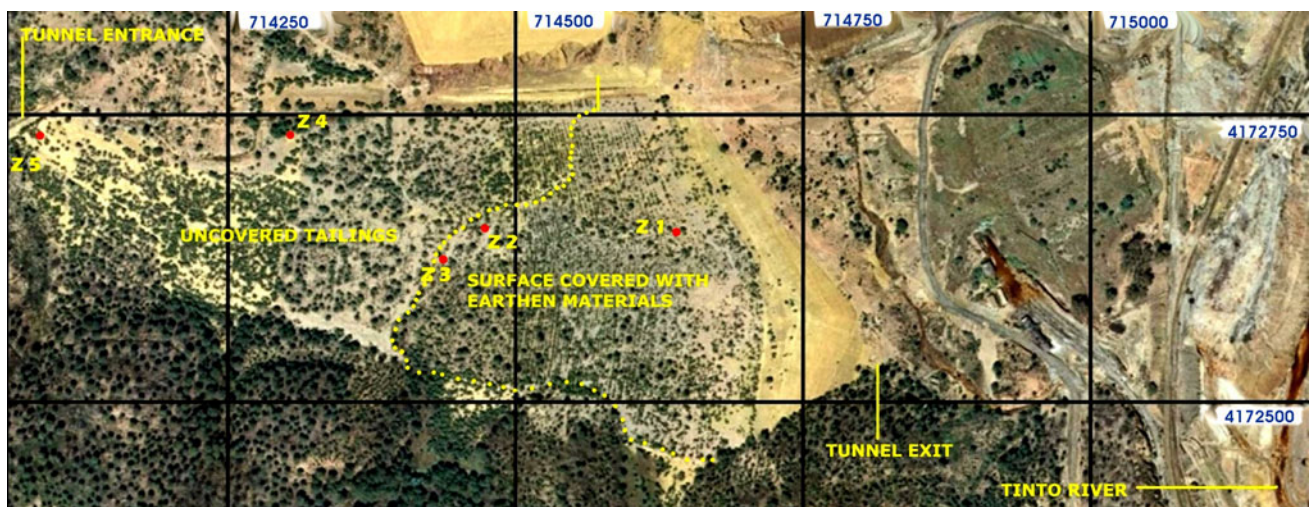 714250
714500
714750
715000
TUNNEL ENTRANCE
4172750
Z 4
Z 5
UNCOVERED TAILINGS
Z 2
Z 1
Z 3
SURFACE COVERED WITH
EARTHEN MATERIALS
4172500
TUNNEL EXIT
TINTO RIVER